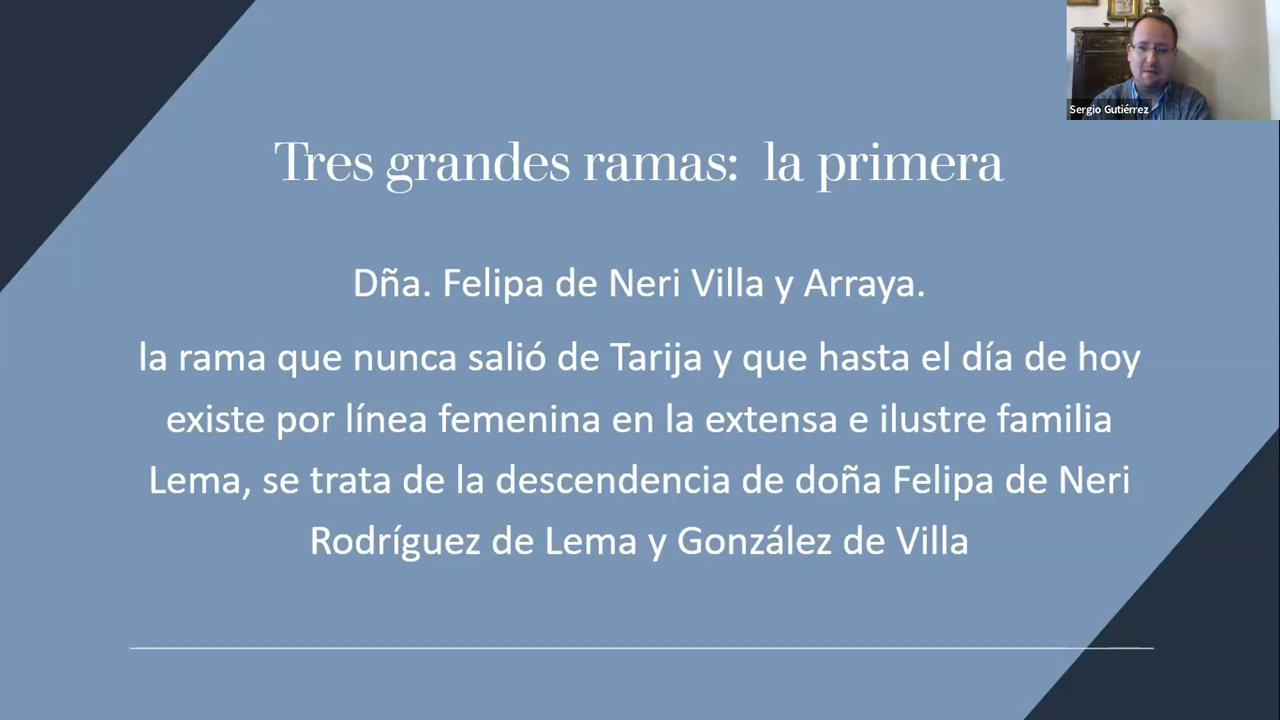 Sergio Gutiérrez
Tres grandes ramas: la primera
Dña. Felipa de Neri Villa y Arraya.
la rama que nunca salió de Tarija y que hasta el día de hoy
existe por línea femenina en la extensa e ilustre familia
Lema, se trata de la descendencia de doña Felipa de Neri
Rodríguez de Lema y González de Villa